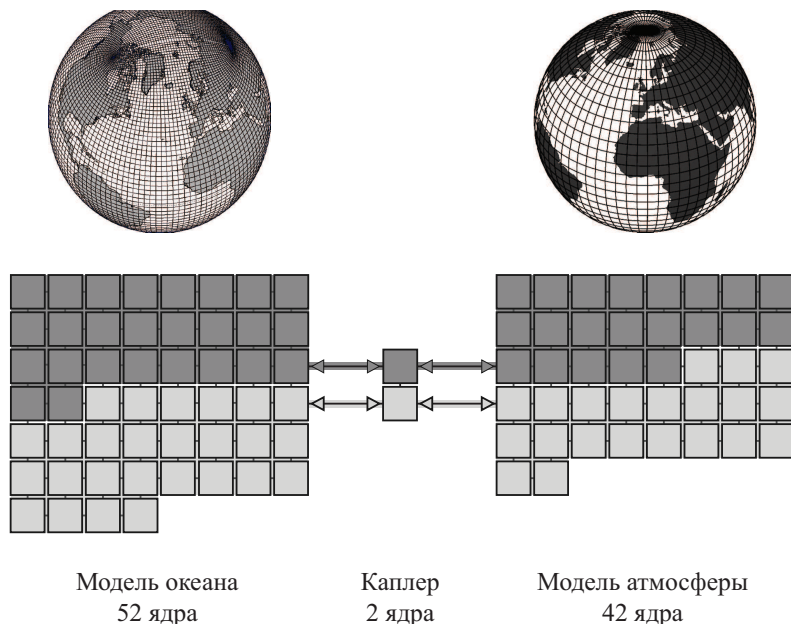 Модель океана
52 ядра
Каплер
2 ядра
Модель атмосферы
42 ядра